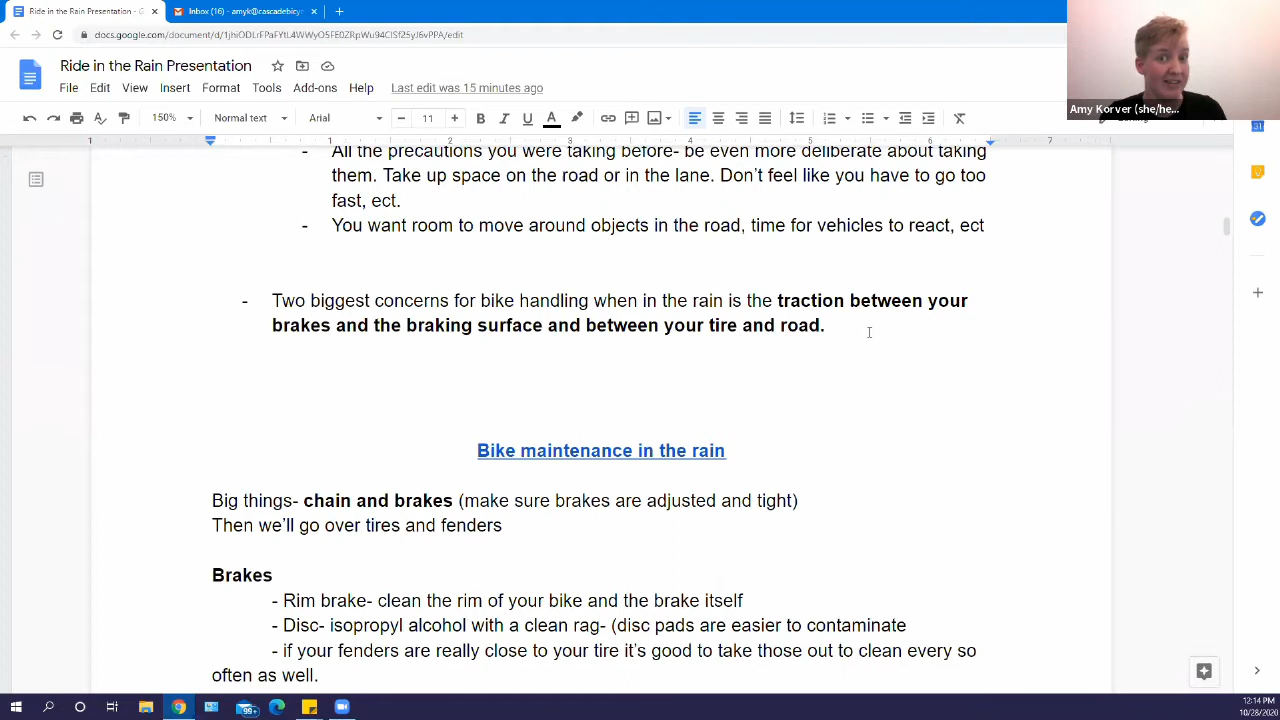 Ride in the Rain Presentation - G
Inbox (16) - amyk@cascadebicy
docs.google.com/document/d/1jhiODLrFPaFYtL4WWyO5FE0ZRpWu94ClSf25yJ6vPPA/edit
Ride in the Rain Presentation
File Edit View Insert Format Tools Add-ons Help Last edit was 15 minutes ago
150% Normal text Arial 11
Amy Korver (she/he...
1 1 2 3 4 5 6 7
- All the precautions you were taking before- be even more deliberate about taking
them. Take up space on the road or in the lane. Don't feel like you have to go too
fast, ect.
- You want room to move around objects in the road, time for vehicles to react, ect
- Two biggest concerns for bike handling when in the rain is the traction between your
brakes and the braking surface and between your tire and road.
Bike maintenance in the rain
Big things- chain and brakes (make sure brakes are adjusted and tight)
Then we'll go over tires and fenders
Brakes
- Rim brake- clean the rim of your bike and the brake itself
- Disc- isopropyl alcohol with a clean rag- (disc pads are easier to contaminate
- if your fenders are really close to your tire it's good to take those out to clean every so
often as well.
99+
12:14 PM
10/28/2020